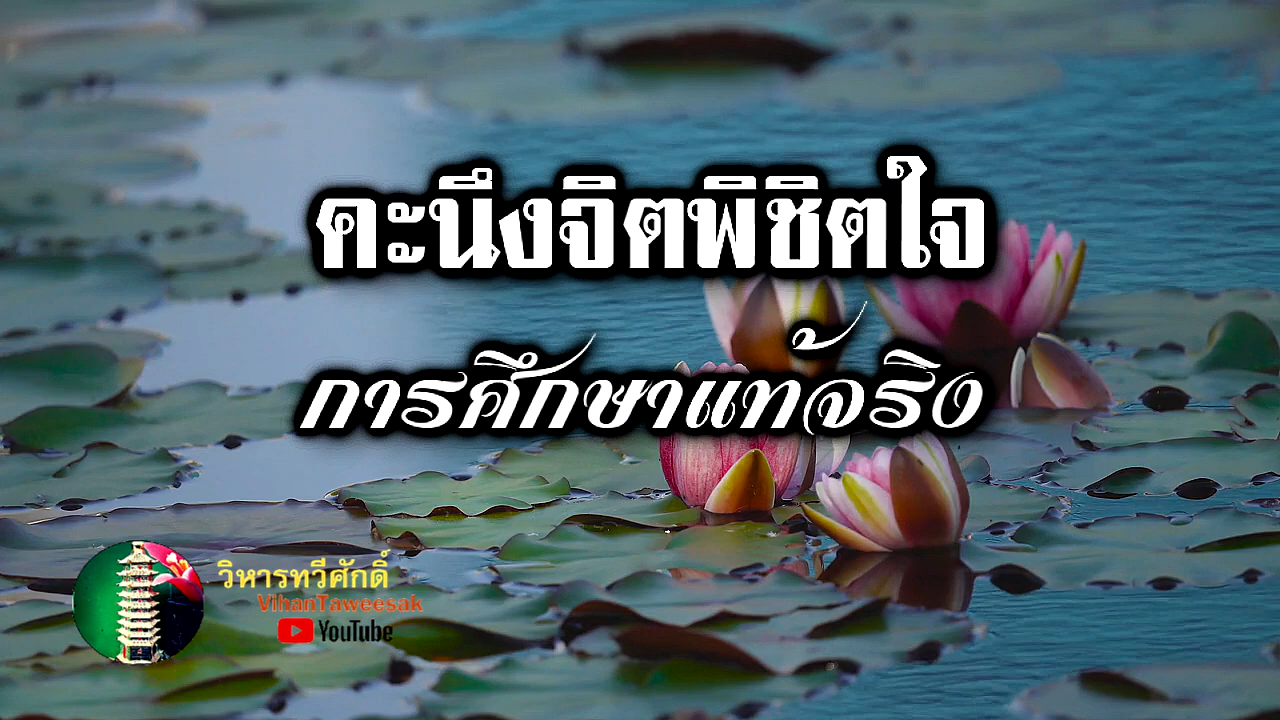 คะนึงจิตพิชิตใจ
การศึกษาแท้จริง
วิหารทวีศักดิ์
VihanTaweesak
YouTube